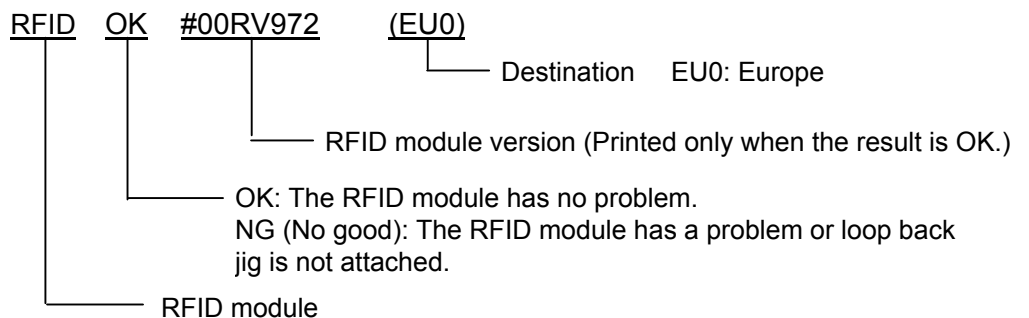 RFID OK #00RV972 (EU0)
Destination EU0: Europe
RFID module version (Printed only when the result is OK.)
OK: The RFID module has no problem.
NG (No good): The RFID module has a problem or loop back
jig is not attached.
RFID module